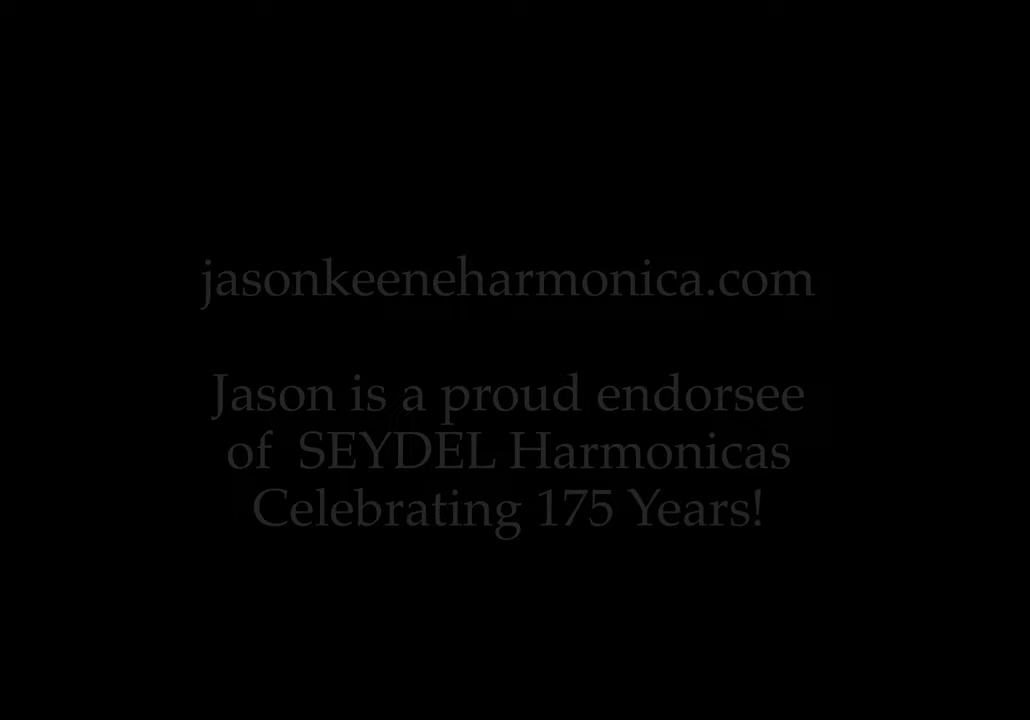 jasonkeeneharmonica.com
Jason is a proud endorsee
of  SEYDEL Harmonicas
Celebrating 175 Years!